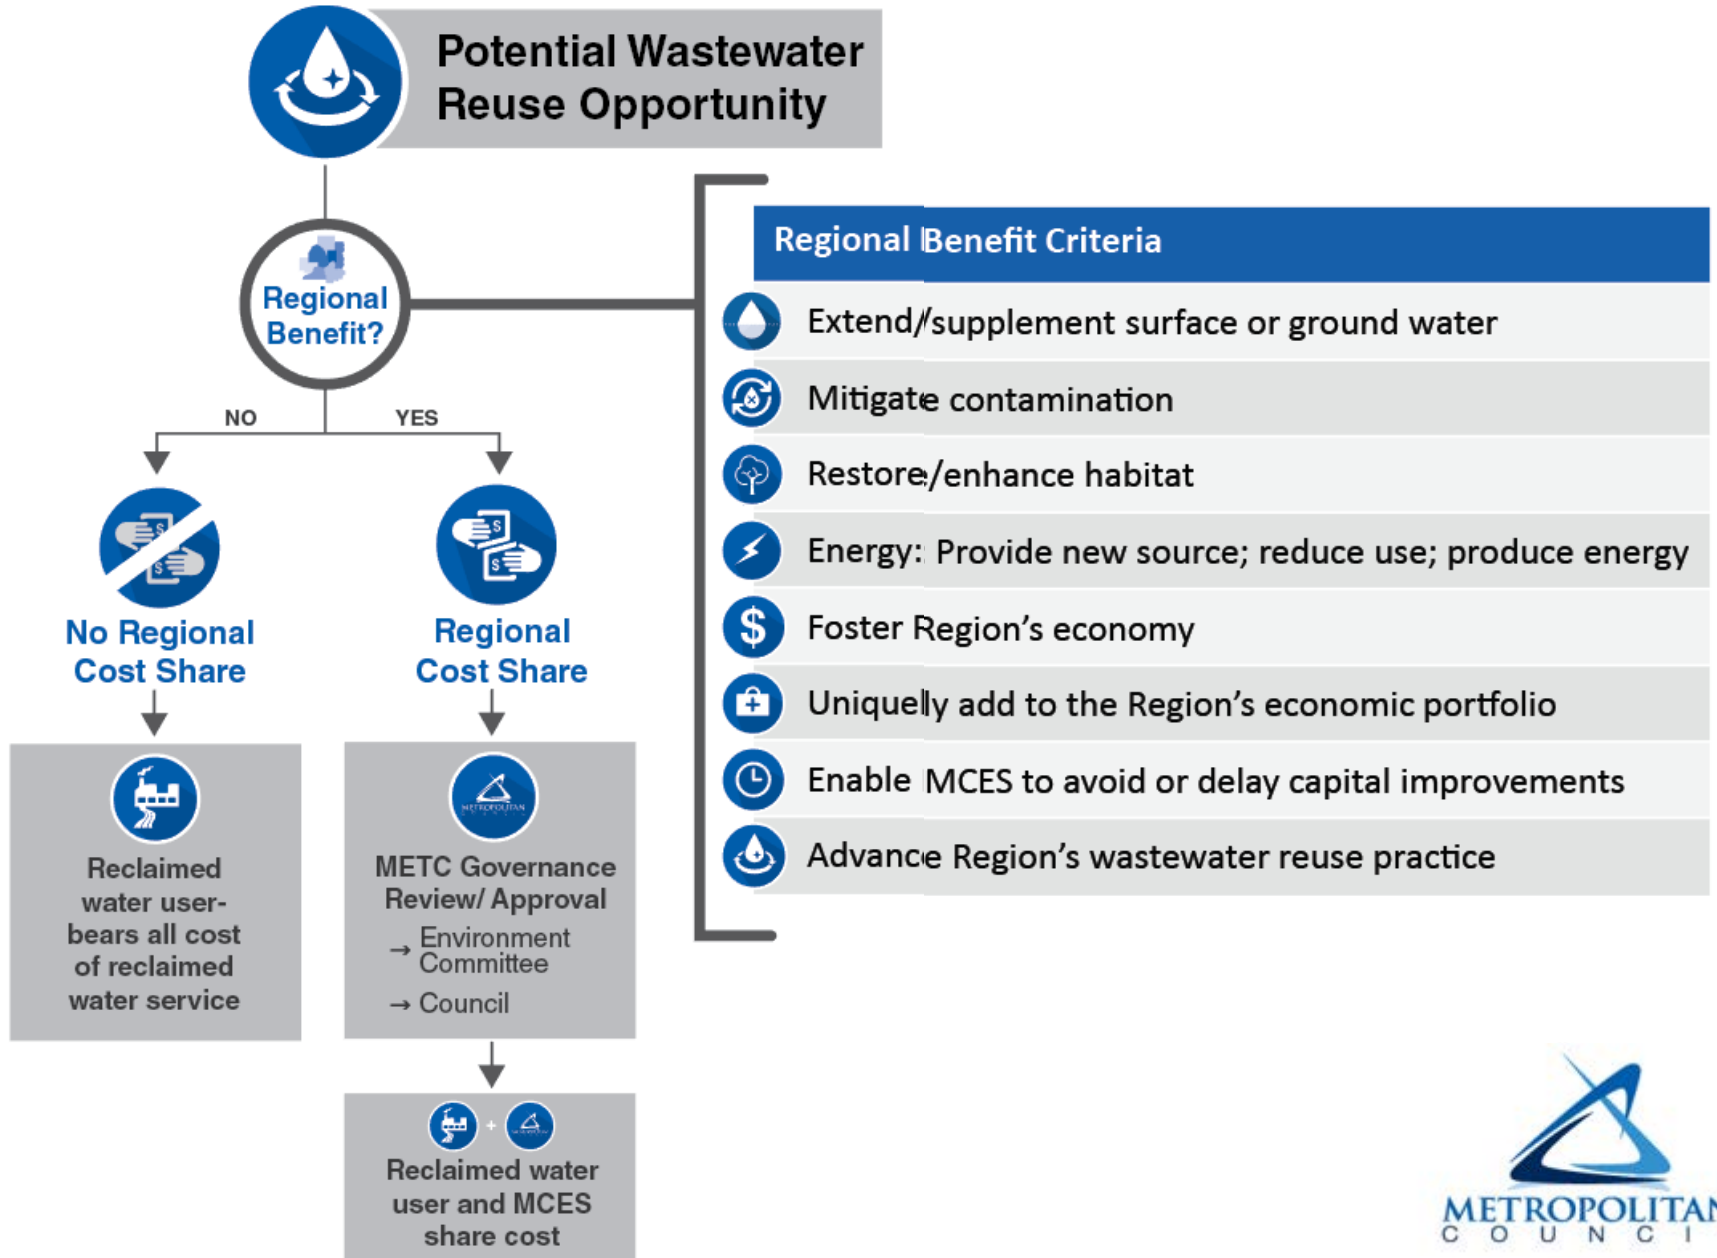 Potential Wastewater
Reuse Opportunity
Regional
Benefit?
NO
YES
No Regional
Cost Share
Regional
Cost Share
Reclaimed
water user-
bears all cost
of reclaimed
water service
METROPOLITAN
METC Governance
Review/ Approval
→ Environment
Committee
→ Council
+
Reclaimed water
user and MCES
share cost
Regional Benefit Criteria
Extend/supplement surface or ground water
Mitigate contamination
Restore/enhance habitat
Energy: Provide new source; reduce use; produce energy
Foster Region's economy
Uniquely add to the Region's economic portfolio
Enable MCES to avoid or delay capital improvements
Advance Region's wastewater reuse practice
METROPOLITAN
COUNCI